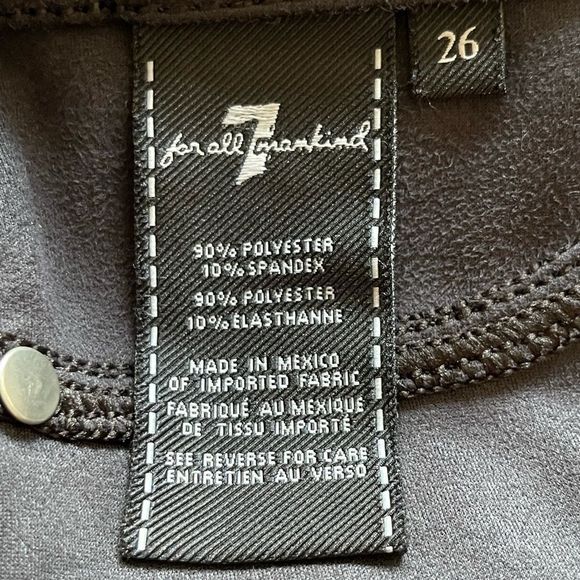 26
for all 7 mankind
90% POLYESTER
10% SPANDEX
90% POLYESTER
10% ELASTHANNE
MADE IN MEXICO
OF IMPORTED FABRIC
FABRIQUÉ AU MEXIQUE
DE TISSU IMPORTÉ
SEE REVERSE FOR CARE
ENTRETIEN AU VERSO